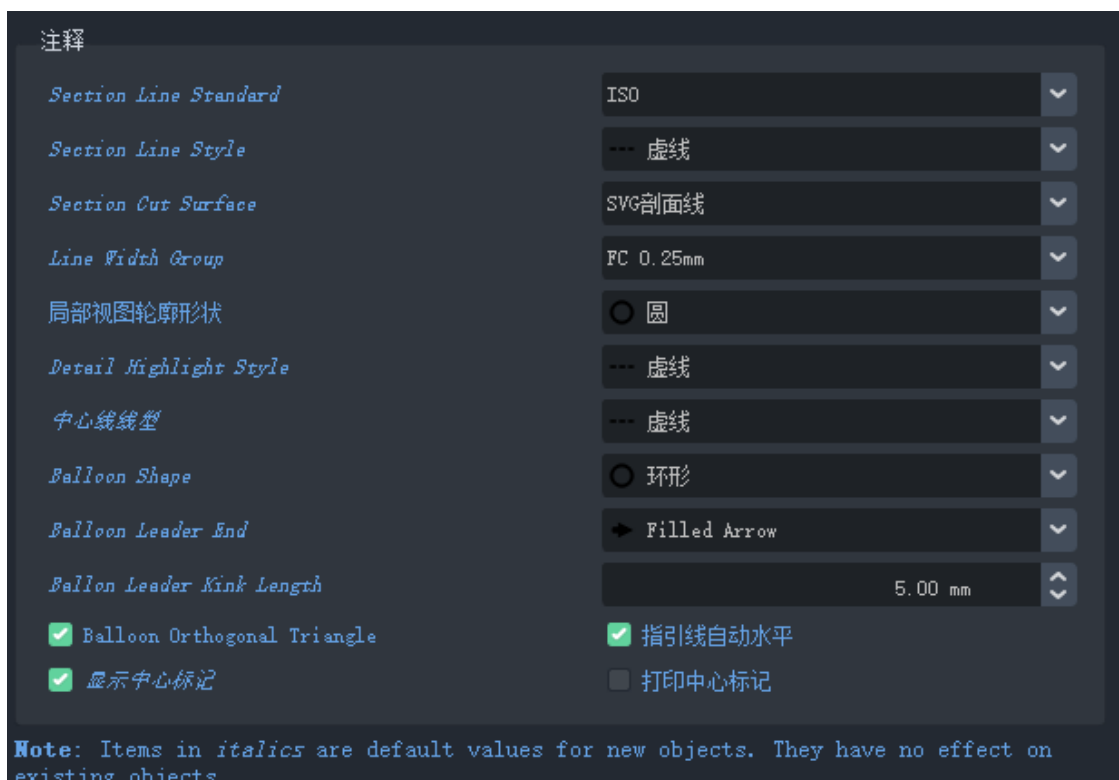 注释
Section Line Standard ISO
Section Line Style 虚线
Section Cut Surface SVG剖面线
Line Width Group FC 0.25mm
局部视图轮廓形状 圆
Detail Highlight Style 虚线
中心线线型 虚线
Balloon Shape 环形
Balloon Leader End Filled Arrow
Ballon Leader Kink Length 5.00 mm
Balloon Orthogonal Triangle 指引线自动水平
显示中心标记 打印中心标记
Note: Items in italics are default values for new objects. They have no effect on
existing objects